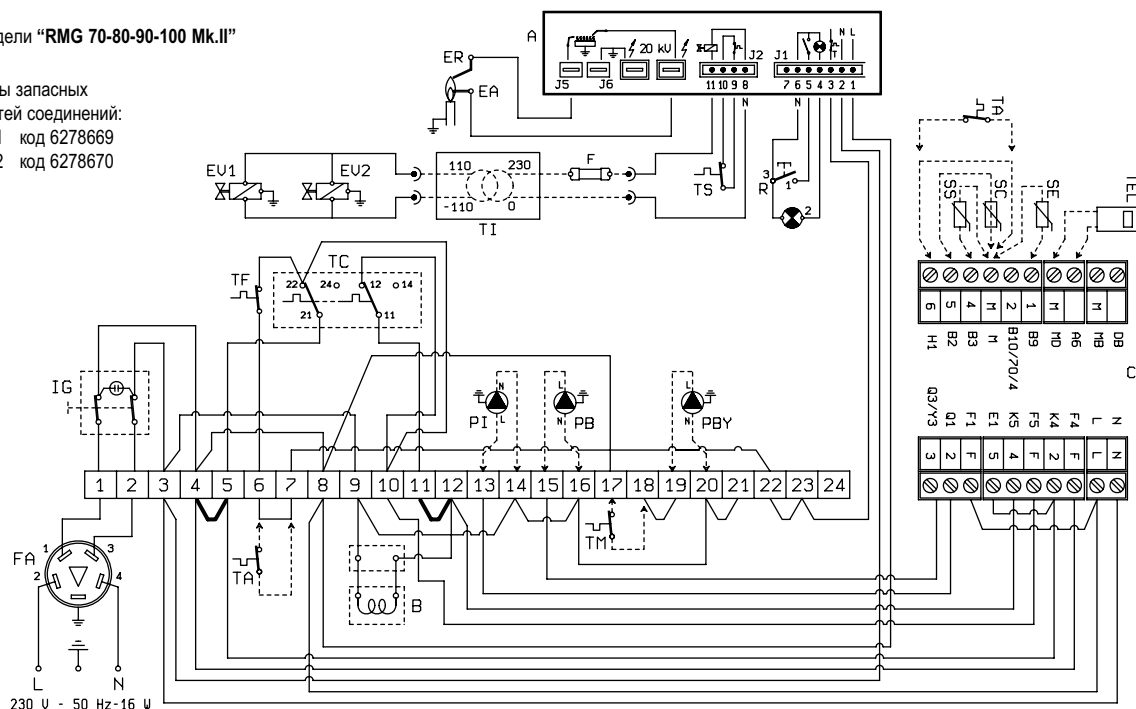 дели “RMG 70-80-90-100 Mk.II”
ы запасных
тей соединений:
1 код 6278669
2 код 6278670
A
20 kV
J2
J1
T
N
L
J5
J6
11 10 9 8
7 6 5 4 3 2 1
N
N
ER
EA
EV1
EV2
110
230
-110
0
TI
F
TS
3
1
R
2
TA
SS
SC
SE
TEL
6 5 4 M 2 1 M M
H1 B2 B3 M B10/70/4 B9 MD A6 MB DB
C
Q3/Y3 Q1 F1 E1 K5 F5 K4 F4 L N
3 2 F 5 4 F 2 F L N
TF
TC
22
24
12
14
21
11
IG
N
L
PI
L
N
PB
L
N
PBY
1 2 3 4 5 6 7 8 9 10 11 12 13 14 15 16 17 18 19 20 21 22 23 24
FA
1
3
2
4
TA
B
TM
L
N
230 V - 50 Hz-16 W